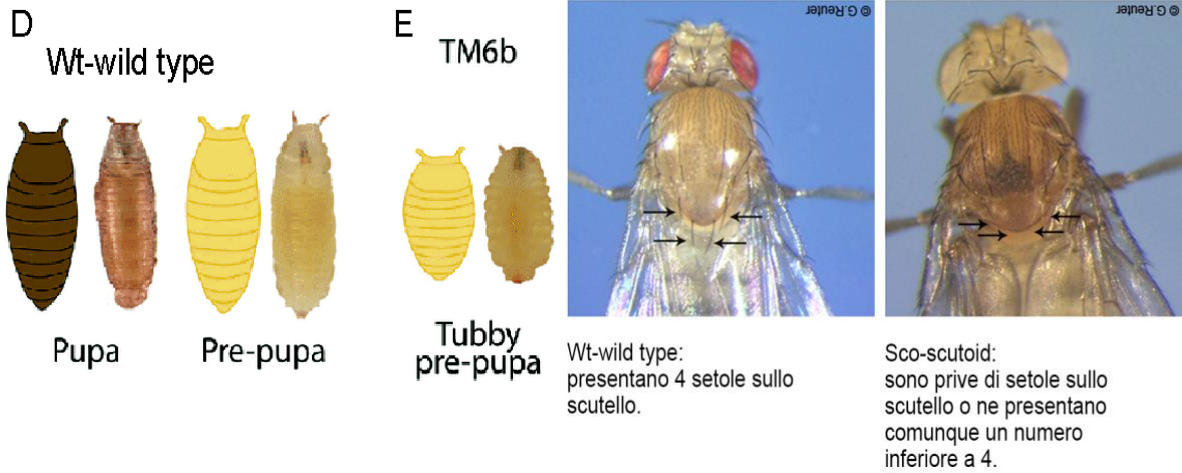 D
Wt-wild type
Pupa
Pre-pupa
E
TM6b
Tubby
pre-pupa
© G.Reuter
Wt-wild type:
presentano 4 setole sullo
scutello.
© G.Reuter
Sco-scutoid:
sono prive di setole sullo
scutello o ne presentano
comunque un numero
inferiore a 4.